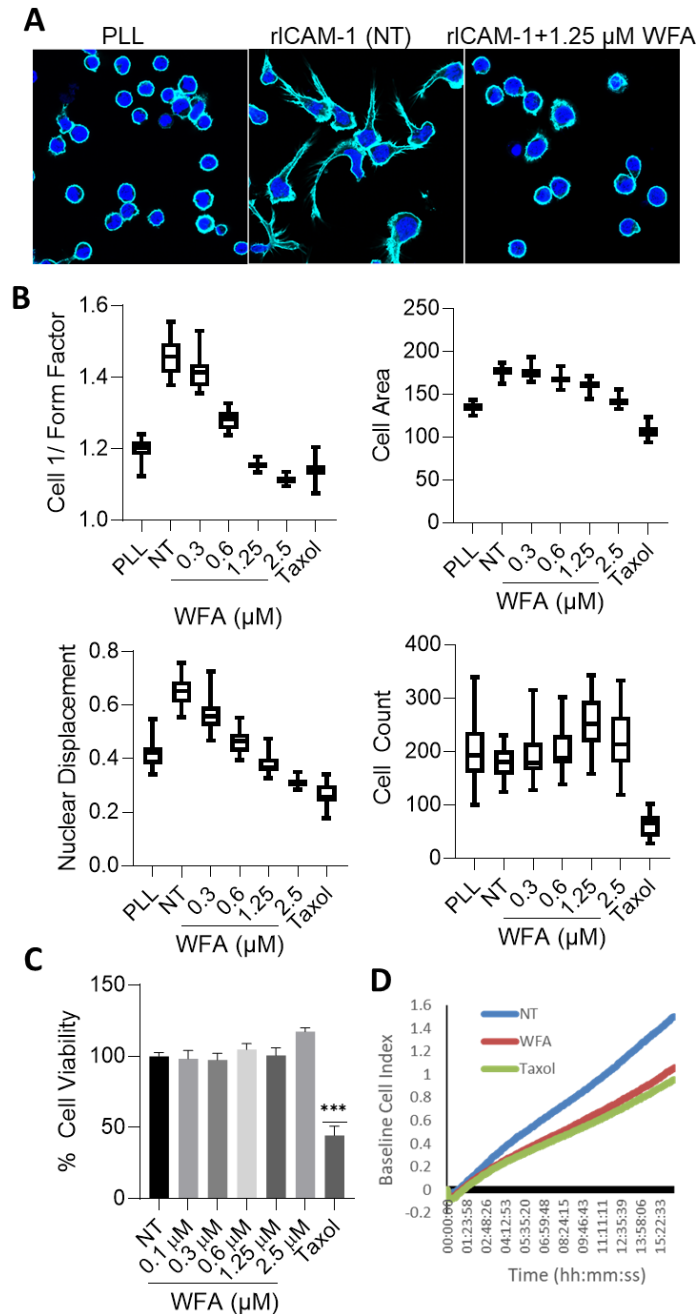 A
PLL
rICAM-1 (NT)
rICAM-1+1.25 µM WFA
B
1.6
1.4
1.2
1.0
Cell 1/ Form Factor
PLL
NT
0.3
0.6
1.25
2.5
Taxol
WFA (µM)
250
200
150
100
50
0
Cell Area
PLL
NT
0.3
0.6
1.25
2.5
Taxol
WFA (µM)
0.6
0.4
0.2
0.0
Nuclear Displacement
PLL
NT
0.3
0.6
1.25
2.5
Taxol
WFA (µM)
400
300
200
100
0
Cell Count
PLL
NT
0.3
0.6
1.25
2.5
Taxol
WFA (µM)
C
150
100
50
0
% Cell Viability
***
NT
0.1 µM
0.3 µM
0.6 µM
1.25 µM
2.5 µM
Taxol
WFA (µM)
D
1.6
1.4
1.2
1
0.8
0.6
0.4
0.2
0
-0.2
Baseline Cell Index
NT
WFA
Taxol
00:00:00
01:23:58
02:48:26
04:12:53
05:35:20
06:59:48
08:24:15
09:46:43
11:11:11
12:35:39
13:58:06
15:22:33
Time (hh:mm:ss)